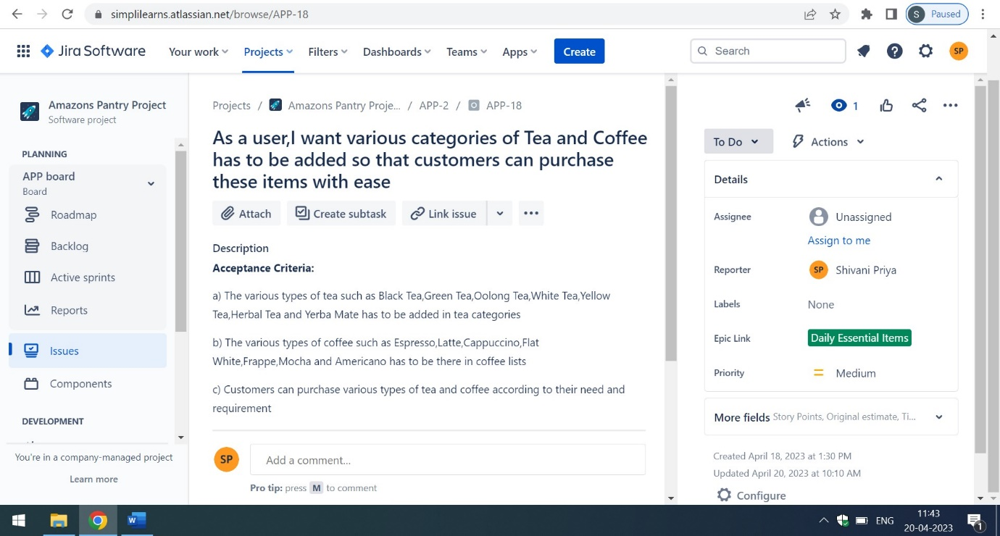 simplilearns.atlassian.net/browse/APP-18
S Paused
Jira Software Your work Projects Filters Dashboards Teams Apps Create Search SP
Amazons Pantry Project
Software project
PLANNING
APP board
Board
Roadmap
Backlog
Active sprints
Reports
Issues
Components
DEVELOPMENT
You're in a company-managed project
Learn more
Projects / Amazons Pantry Proje... / APP-2 / APP-18
As a user,I want various categories of Tea and Coffee
has to be added so that customers can purchase
these items with ease
Attach Create subtask Link issue
Description
Acceptance Criteria:
a) The various types of tea such as Black Tea,Green Tea,Oolong Tea,White Tea,Yellow
Tea,Herbal Tea and Yerba Mate has to be added in tea categories
b) The various types of coffee such as Espresso,Latte,Cappuccino,Flat
White,Frappe,Mocha and Americano has to be there in coffee lists
c) Customers can purchase various types of tea and coffee according to their need and
requirement
SP Add a comment...
Pro tip: press M to comment
1
To Do Actions
Details
Assignee Unassigned
Assign to me
Reporter SP Shivani Priya
Labels None
Epic Link Daily Essential Items
Priority Medium
More fields Story Points, Original estimate, Ti...
Created April 18, 2023 at 1:30 PM
Updated April 20, 2023 at 10:10 AM
Configure
W ENG 11:43
20-04-2023 1